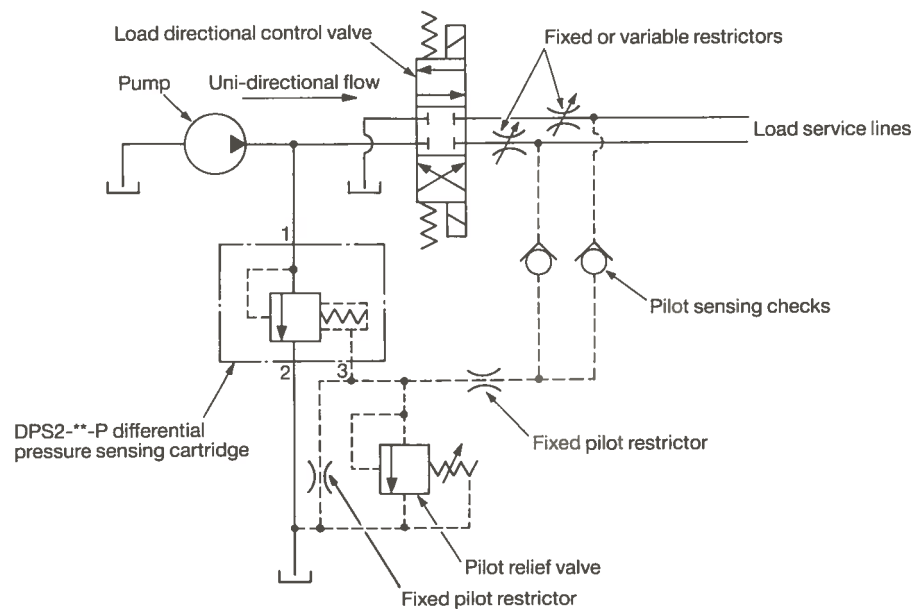 Load directional control valve
Fixed or variable restrictors
Pump
Uni-directional flow
Load service lines
1
Pilot sensing checks
2
3
DPS2-**-P differential
pressure sensing cartridge
Fixed pilot restrictor
Pilot relief valve
Fixed pilot restrictor